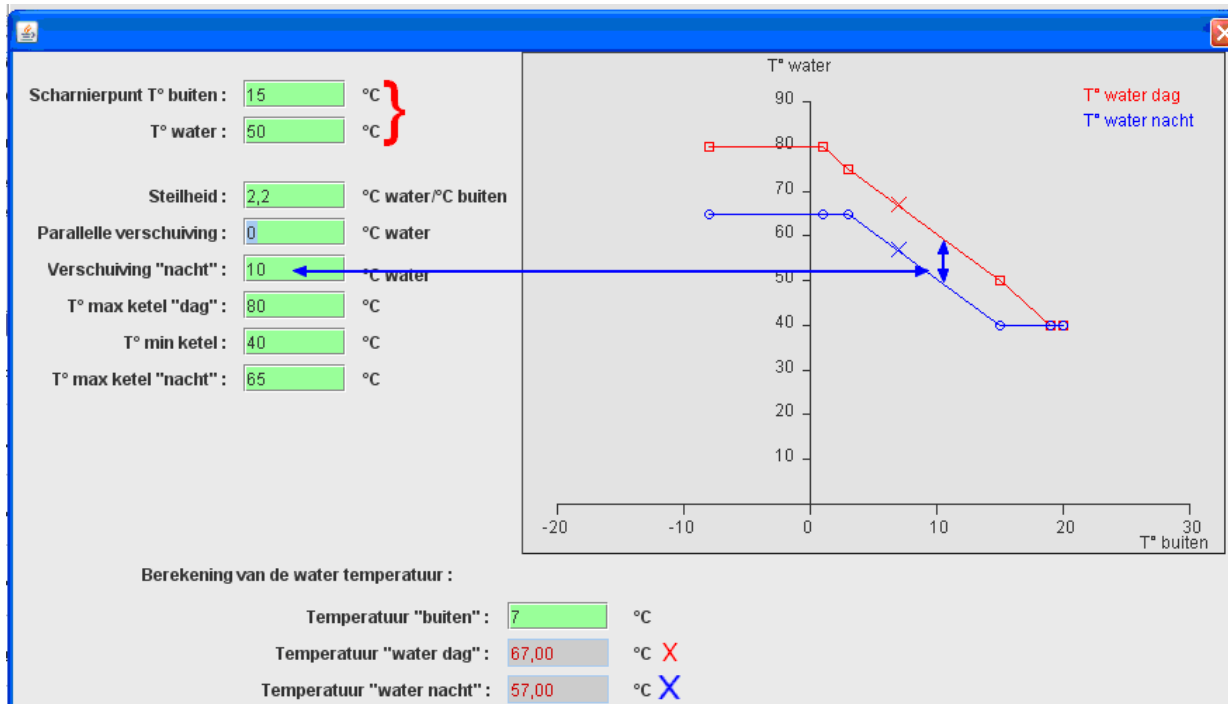 Scharnierpunt T° buiten : 15 °C
T° water : 50 °C
Steilheid : 2,2 °C water/°C buiten
Parallelle verschuiving : 0 °C water
Verschuiving "nacht" : 10 °C water
T° max ketel "dag" : 80 °C
T° min ketel : 40 °C
T° max ketel "nacht" : 65 °C
T° water
T° water dag
T° water nacht
90
80
70
60
50
40
30
20
10
-20 -10 0 10 20 30
T° buiten
Berekening van de water temperatuur :
Temperatuur "buiten" : 7 °C
Temperatuur "water dag" : 67,00 °C X
Temperatuur "water nacht" : 57,00 °C X